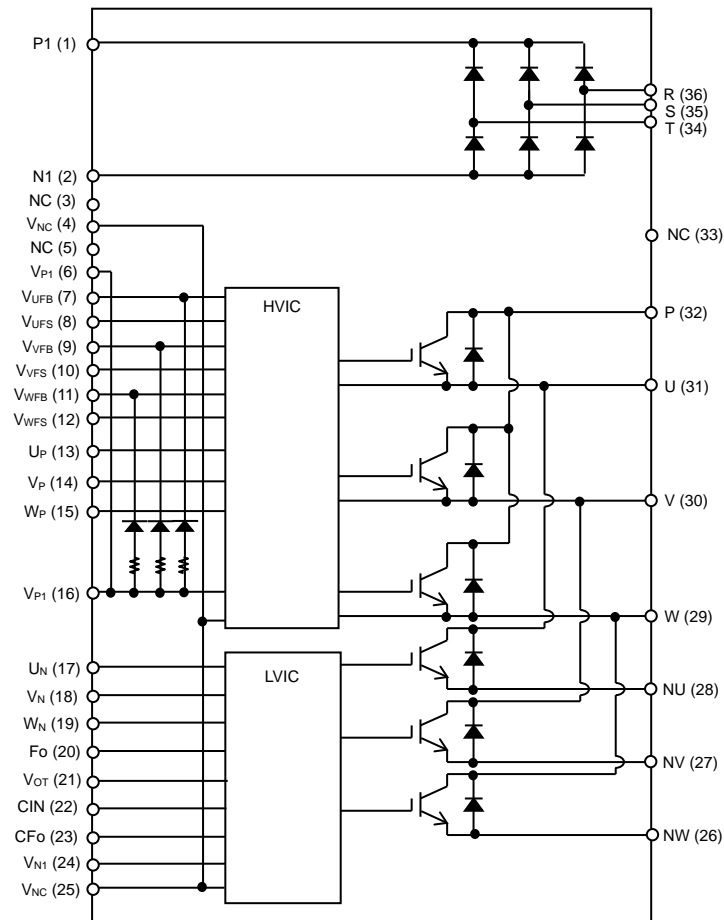 P1 (1)
N1 (2)
NC (3)
VNC (4)
NC (5)
VP1 (6)
VUFB (7)
VUFS (8)
VVFB (9)
VVFS (10)
VWFB (11)
VWFS (12)
UP (13)
VP (14)
WP (15)
VP1 (16)
UN (17)
VN (18)
WN (19)
Fo (20)
VOT (21)
CIN (22)
CFo (23)
VN1 (24)
VNC (25)
HVIC
LVIC
R (36)
S (35)
T (34)
NC (33)
P (32)
U (31)
V (30)
W (29)
NU (28)
NV (27)
NW (26)